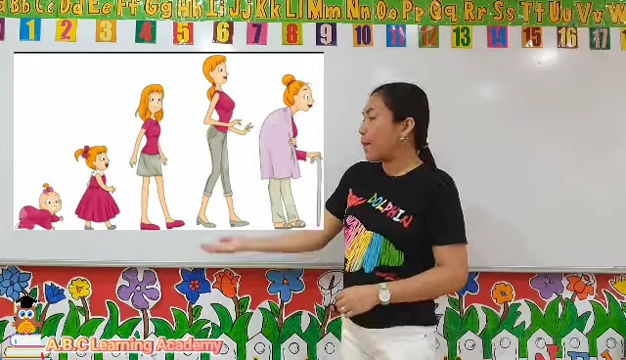 Bb Cc Dd Ee Ff Gg Hh Ii Jj Kk Ll Mm Nn Oo Pp Qq Rr Ss Tt Uu Vv
1 2 3 4 5 6 7 8 9 10 11 12 13 14 15 16 17
DOLPHIN
A.B.C Learning Academy